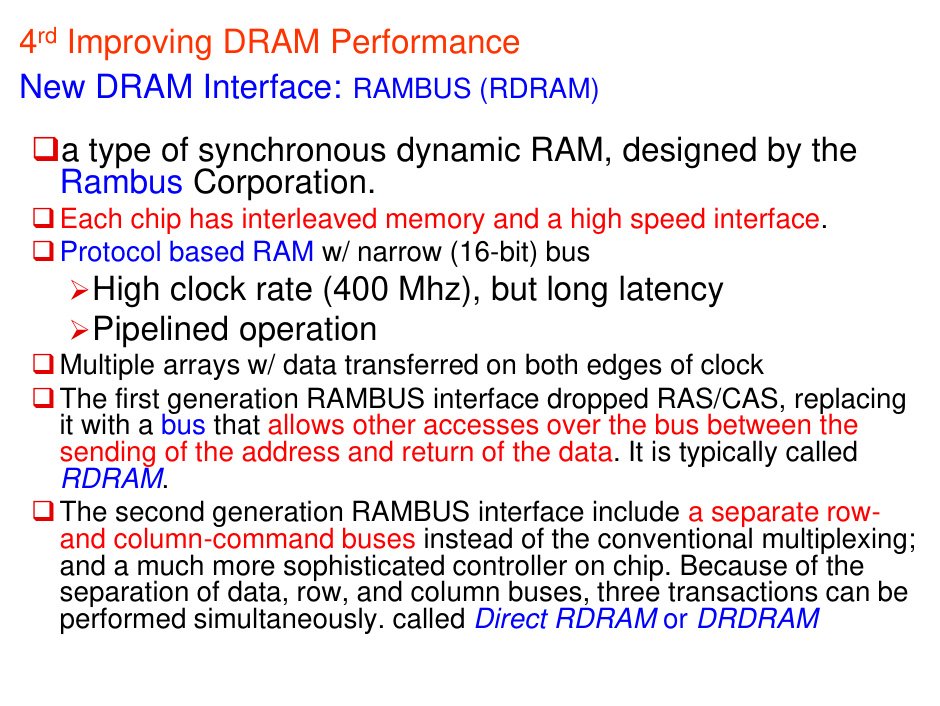 4rd Improving DRAM Performance
New DRAM Interface: RAMBUS (RDRAM)
❑a type of synchronous dynamic RAM, designed by the
Rambus Corporation.
❑Each chip has interleaved memory and a high speed interface.
❑Protocol based RAM w/ narrow (16-bit) bus
➢High clock rate (400 Mhz), but long latency
➢Pipelined operation
❑Multiple arrays w/ data transferred on both edges of clock
❑The first generation RAMBUS interface dropped RAS/CAS, replacing
it with a bus that allows other accesses over the bus between the
sending of the address and return of the data. It is typically called
RDRAM.
❑The second generation RAMBUS interface include a separate row-
and column-command buses instead of the conventional multiplexing;
and a much more sophisticated controller on chip. Because of the
separation of data, row, and column buses, three transactions can be
performed simultaneously. called Direct RDRAM or DRDRAM